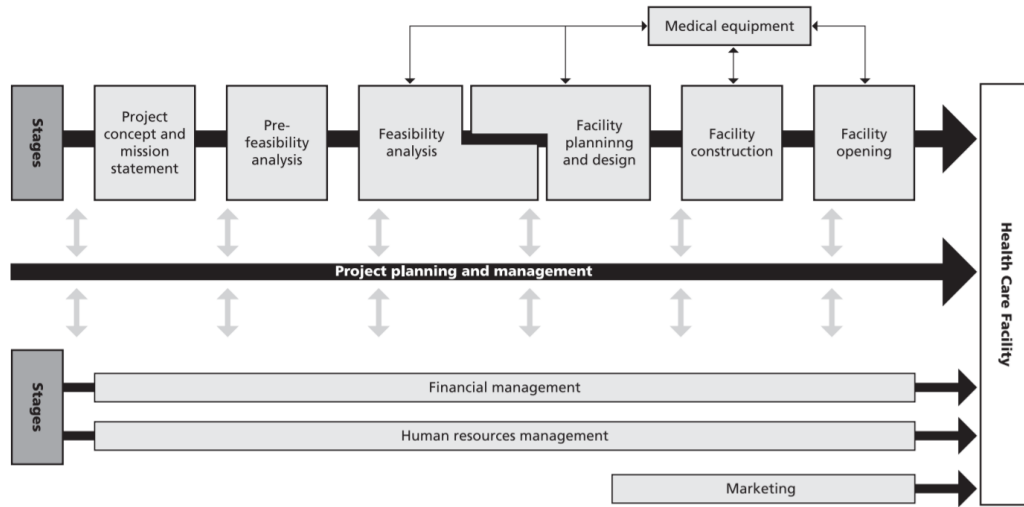 Medical equipment
Stages
Project
concept and
mission
statement
Pre-
feasibility
analysis
Feasibility
analysis
Facility
planninng
and design
Facility
construction
Facility
opening
Project planning and management
Health Care Facility
Stages
Financial management
Human resources management
Marketing